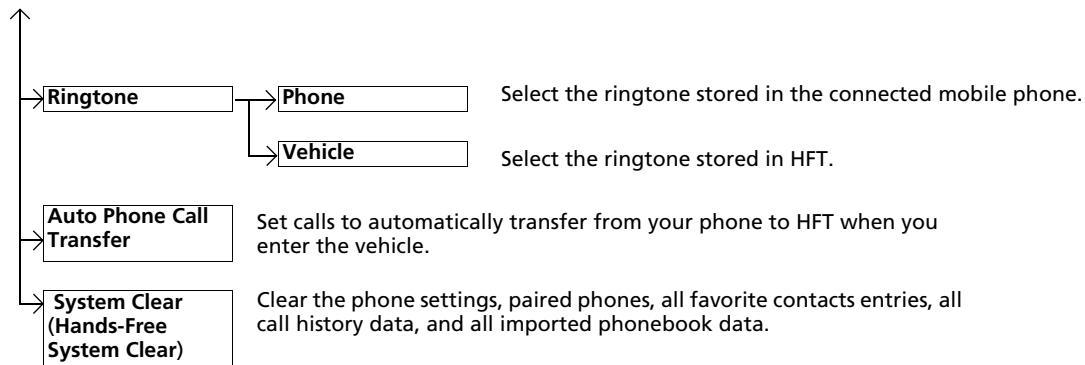 Ringtone
Phone
Select the ringtone stored in the connected mobile phone.
Vehicle
Select the ringtone stored in HFT.
Auto Phone Call
Transfer
Set calls to automatically transfer from your phone to HFT when you
enter the vehicle.
System Clear
(Hands-Free
System Clear)
Clear the phone settings, paired phones, all favorite contacts entries, all
call history data, and all imported phonebook data.